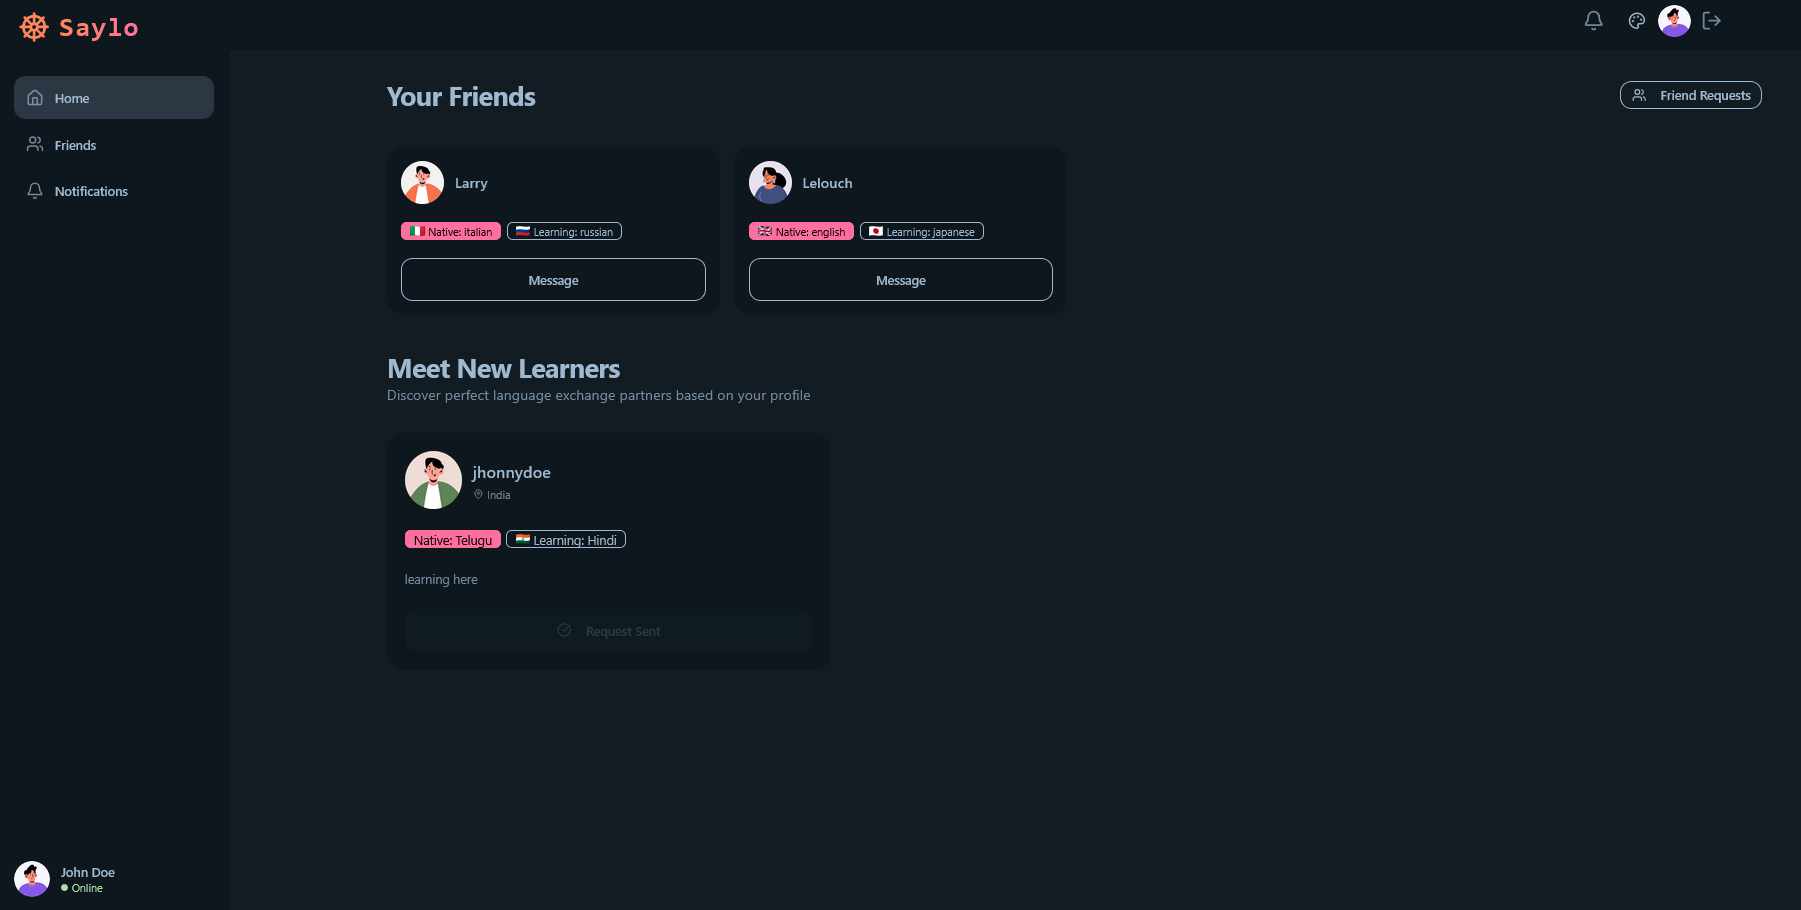 Saylo
Home
Friends
Notifications
Your Friends
Friend Requests
Larry
Native: italian
Learning: russian
Message
Lelouch
Native: english
Learning: japanese
Message
Meet New Learners
Discover perfect language exchange partners based on your profile
jhonnydoe
India
Native: Telugu
Learning: Hindi
learning here
Request Sent
John Doe
Online